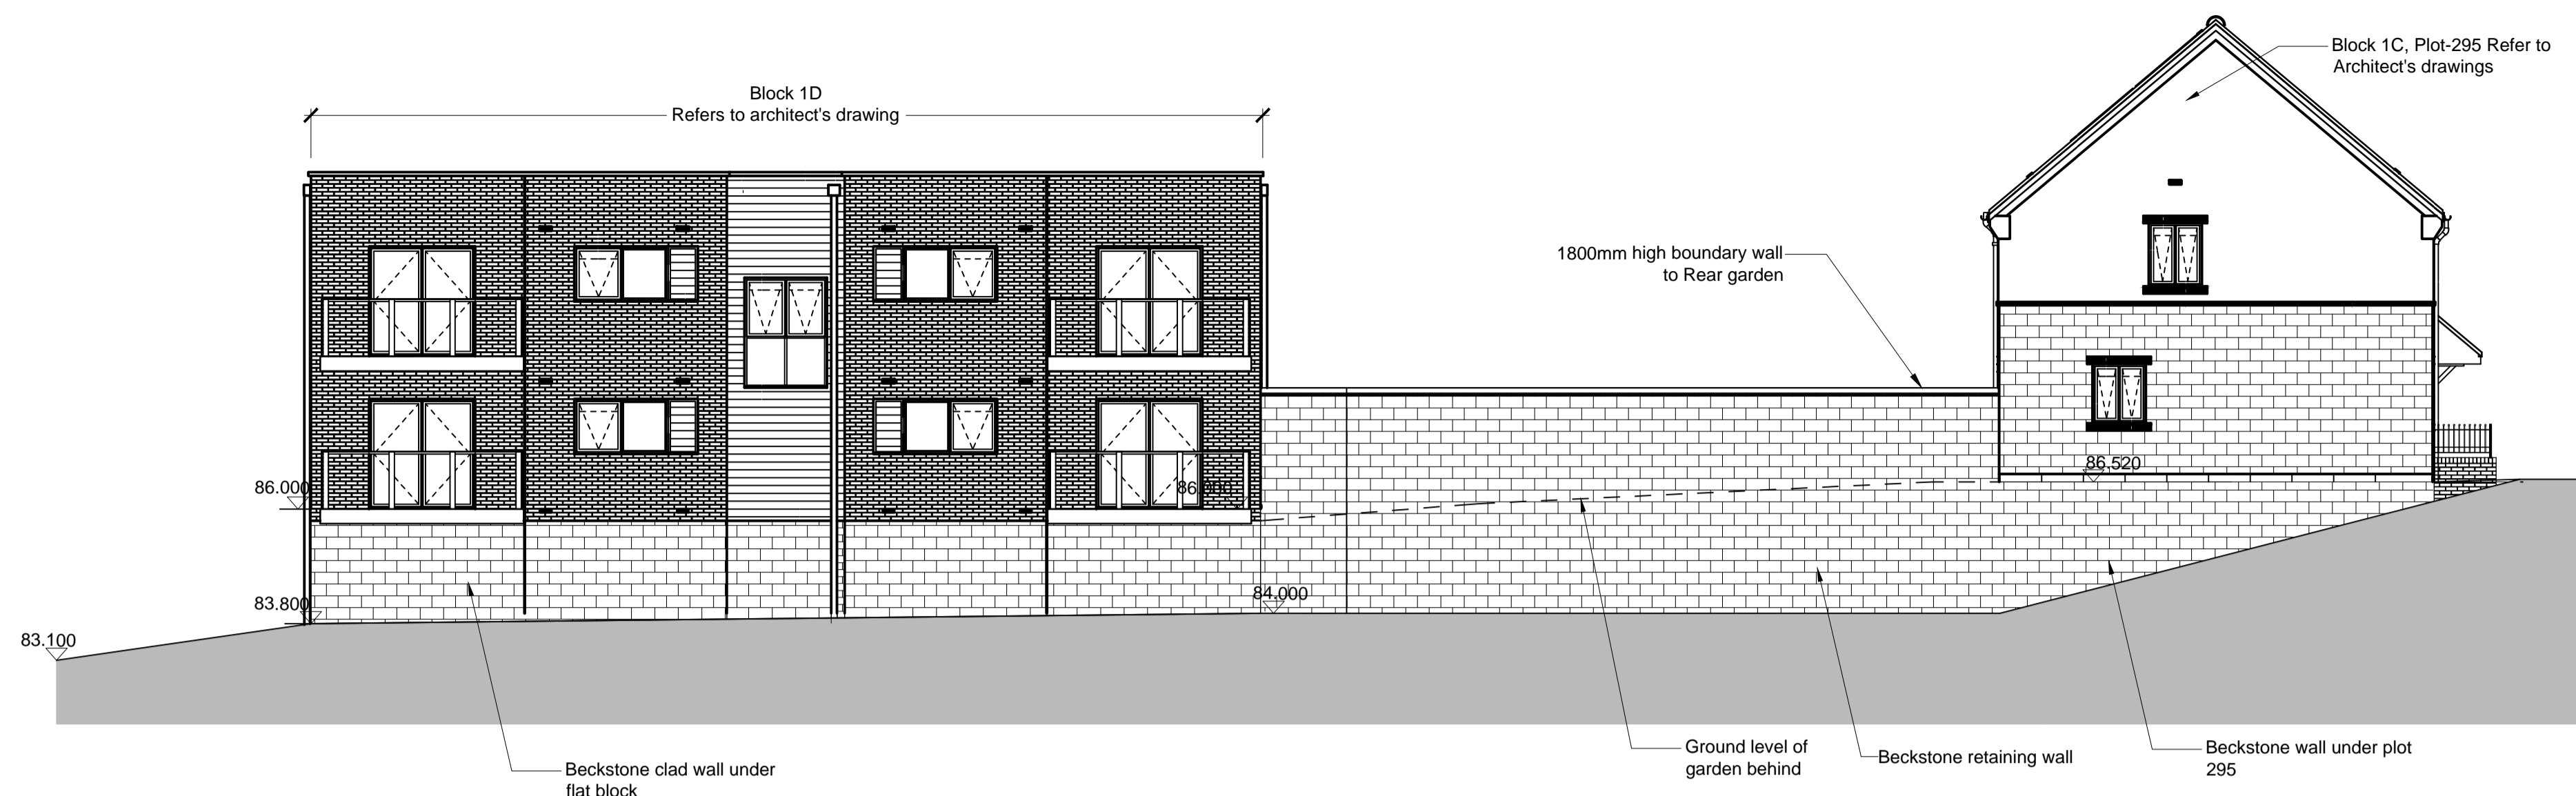 Block 1C, Plot-295 Refer to
Architect's drawings
Block 1D
Refers to architect's drawing
1800mm high boundary wall
to Rear garden
86.520
86.000
86.000
84.000
83.800
83.100
Ground level of
garden behind
Beckstone retaining wall
Beckstone wall under plot
295
Beckstone clad wall under
flat block